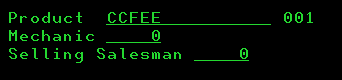 Product CCFEE 001
Mechanic 0
Selling Salesman 0